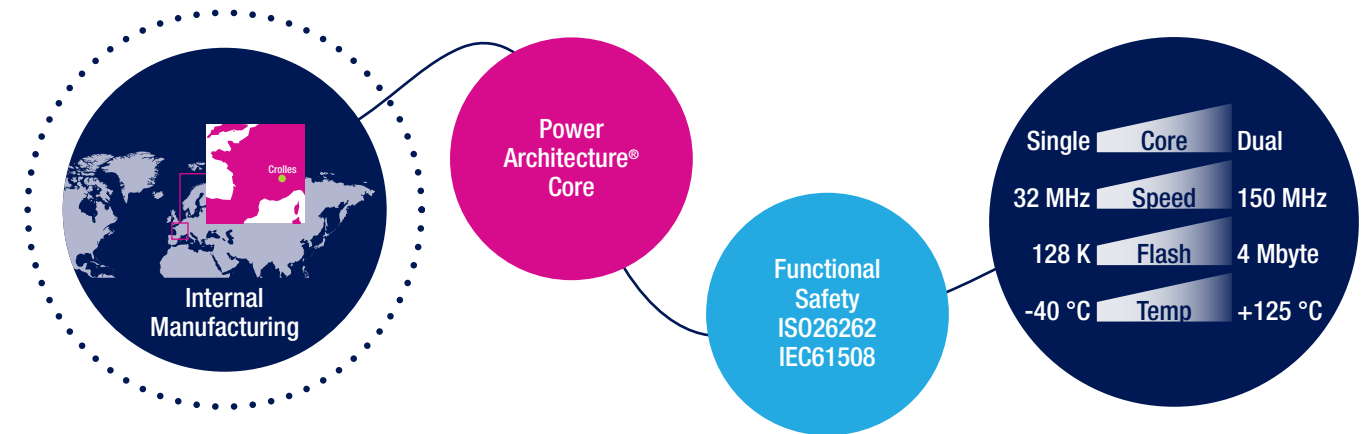 Crolles
Internal
Manufacturing
Power
Architecture®
Core
Functional
Safety
ISO26262
IEC61508
Single Core Dual
32 MHz Speed 150 MHz
128 K Flash 4 Mbyte
-40 °C Temp +125 °C